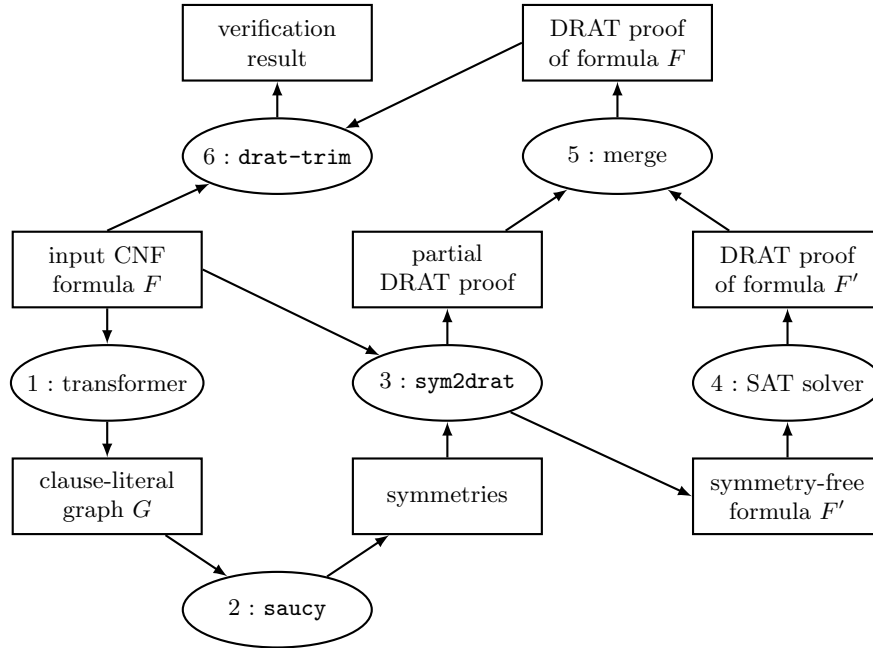 verification
result
DRAT proof
of formula F
6 : drat-trim
5 : merge
input CNF
formula F
partial
DRAT proof
DRAT proof
of formula F′
1 : transformer
3 : sym2drat
4 : SAT solver
clause-literal
graph G
symmetries
symmetry-free
formula F′
2 : saucy